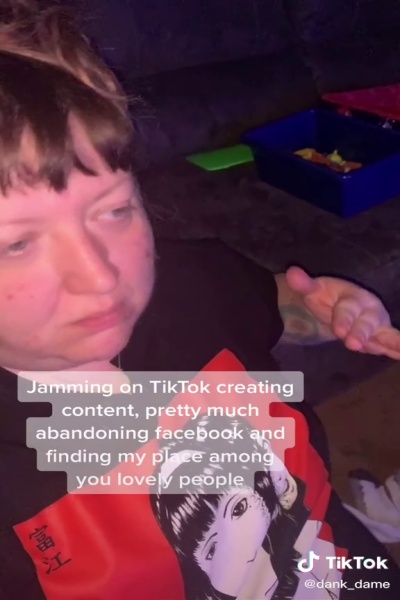 Jamming on TikTok creating
content, pretty much
abandoning facebook and
finding my place among
you lovely people
富
江
TikTok
@dank_dame